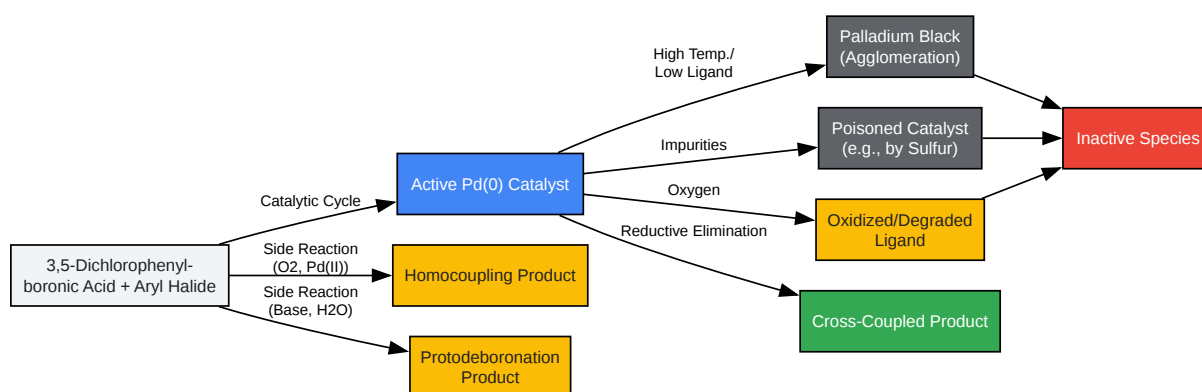 3,5-Dichlorophenyl-
boronic Acid + Aryl Halide
Catalytic Cycle
Side Reaction
(O2, Pd(II))
Side Reaction
(Base, H2O)
Active Pd(0) Catalyst
Homocoupling Product
Protodeboronation
Product
High Temp./
Low Ligand
Impurities
Oxygen
Reductive Elimination
Palladium Black
(Agglomeration)
Poisoned Catalyst
(e.g., by Sulfur)
Oxidized/Degraded
Ligand
Cross-Coupled Product
Inactive Species